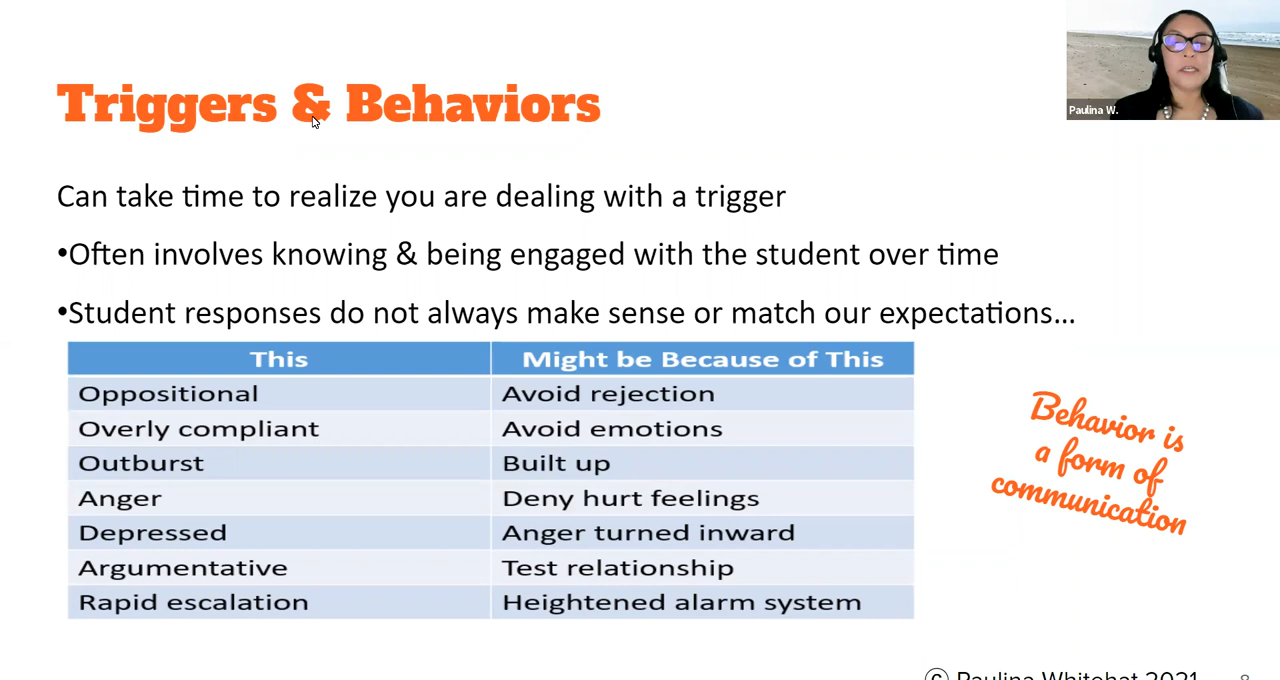 Paulina W.
Triggers & Behaviors
Can take time to realize you are dealing with a trigger
•Often involves knowing & being engaged with the student over time
•Student responses do not always make sense or match our expectations...
This Might be Because of This
Oppositional Avoid rejection
Overly compliant Avoid emotions
Outburst Built up
Anger Deny hurt feelings
Depressed Anger turned inward
Argumentative Test relationship
Rapid escalation Heightened alarm system
Behavior is
a form of
communication
© Paulina Whitehat 2021 8